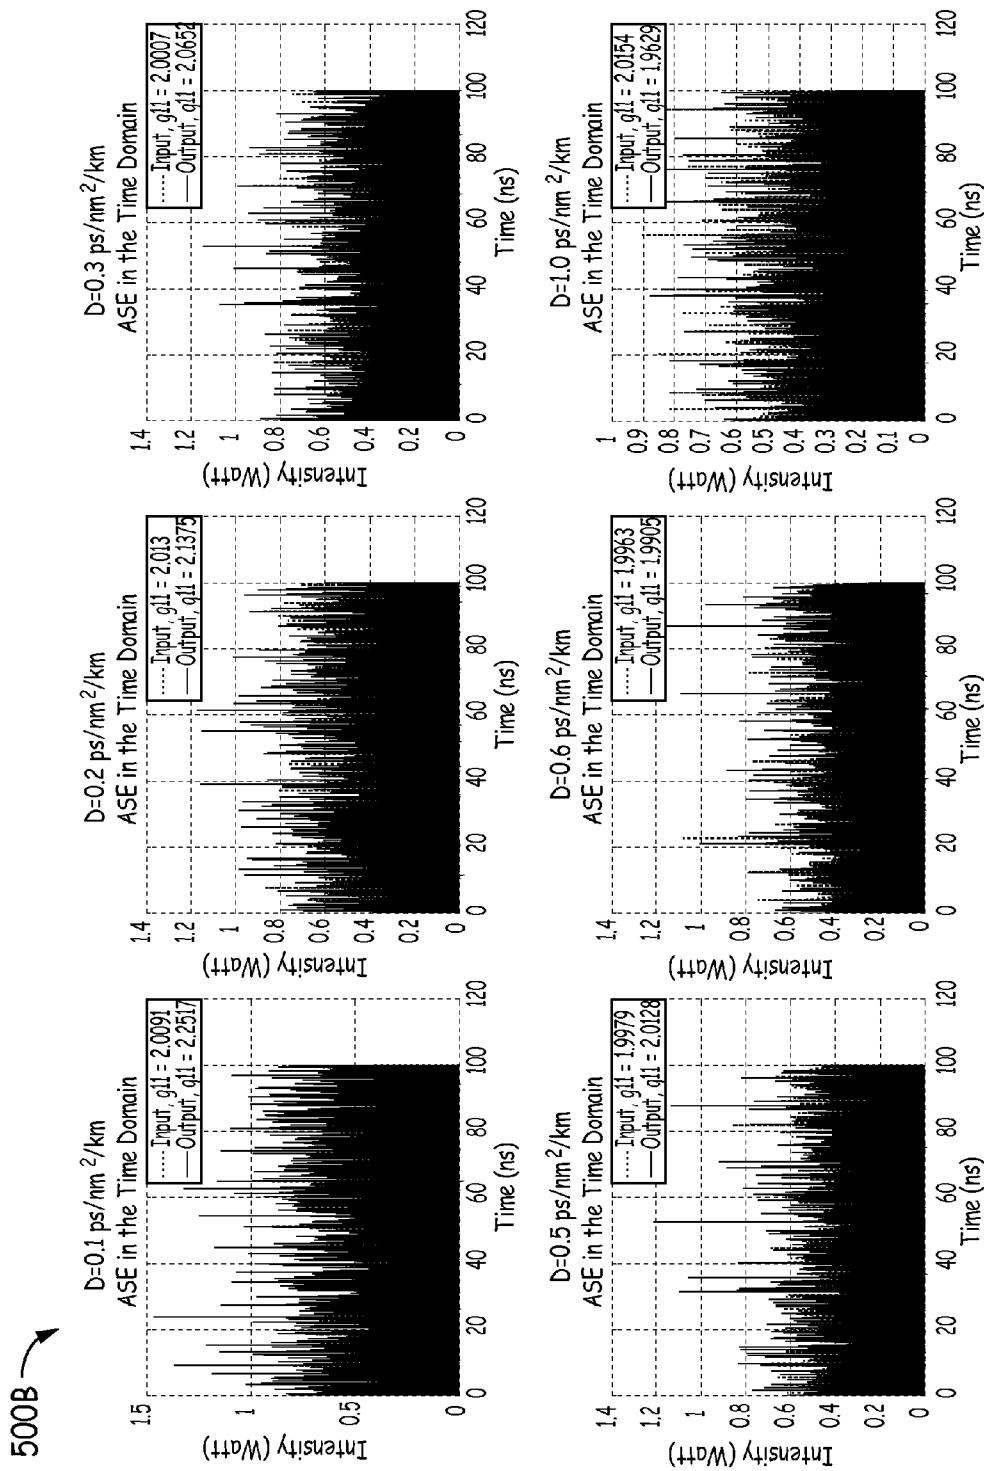 500B
D=0.1 ps/nm²/km
ASE in the Time Domain
Input, g11 = 2.0091
Output, g11 = 2.2517
Intensity (Watt)
1.5
1
0.5
0
0 20 40 60 80 100 120
Time (ns)
D=0.2 ps/nm²/km
ASE in the Time Domain
Input, g11 = 2.013
Output, g11 = 2.1375
Intensity (Watt)
1.4
1.2
1
0.8
0.6
0.4
0.2
0
0 20 40 60 80 100 120
Time (ns)
D=0.3 ps/nm²/km
ASE in the Time Domain
Input, g11 = 2.0007
Output, g11 = 2.0652
Intensity (Watt)
1.4
1.2
1
0.8
0.6
0.4
0.2
0
0 20 40 60 80 100 120
Time (ns)
D=0.5 ps/nm²/km
ASE in the Time Domain
Input, g11 = 1.9979
Output, g11 = 2.0128
Intensity (Watt)
1.4
1.2
1
0.8
0.6
0.4
0.2
0
0 20 40 60 80 100 120
Time (ns)
D=0.6 ps/nm²/km
ASE in the Time Domain
Input, g11 = 1.9963
Output, g11 = 1.9905
Intensity (Watt)
1.4
1.2
1
0.8
0.6
0.4
0.2
0
0 20 40 60 80 100 120
Time (ns)
D=1.0 ps/nm²/km
ASE in the Time Domain
Input, g11 = 2.0154
Output, g11 = 1.9629
Intensity (Watt)
1
0.9
0.8
0.7
0.6
0.5
0.4
0.3
0.2
0.1
0
0 20 40 60 80 100 120
Time (ns)